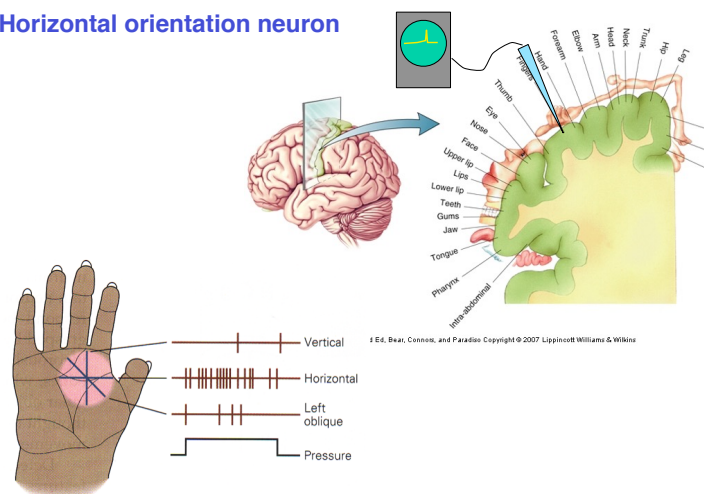 Horizontal orientation neuron
Leg
Hip
Trunk
Neck
Head
Arm
Elbow
Forearm
Hand
Fingers
Thumb
Eye
Nose
Face
Upper lip
Lips
Lower lip
Teeth
Gums
Jaw
Tongue
Pharynx
Intra-abdominal
Ed, Bear, Connors, and Paradiso Copyright © 2007 Lippincott Williams & Wilkins
Vertical
Horizontal
Left
oblique
Pressure